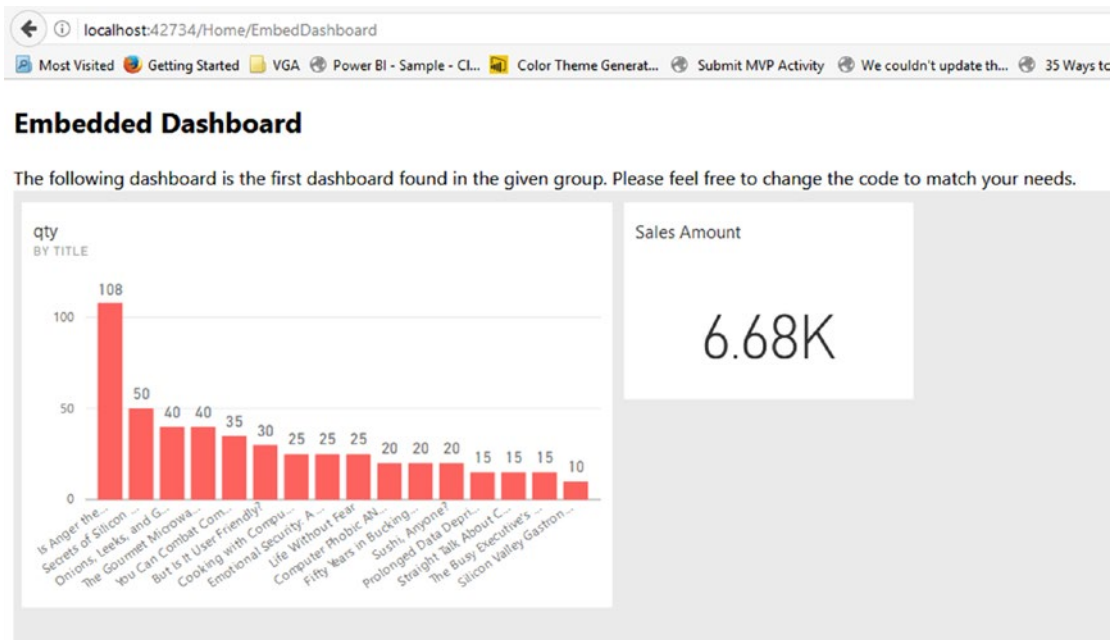 localhost:42734/Home/EmbedDashboard
Most Visited Getting Started VGA Power BI - Sample - Cl... Color Theme Generat... Submit MVP Activity We couldn't update th... 35 Ways to
Embedded Dashboard
The following dashboard is the first dashboard found in the given group. Please feel free to change the code to match your needs.
qty
BY TITLE
Sales Amount
6.68K
100
50
0
108
50
40
40
35
30
25
25
25
20
20
20
15
15
15
10
Is Anger the...
Secrets of Silicon ...
Onions, Leeks, and G...
The Gourmet Microwa...
You Can Combat Com...
But Is It User Friendly?
Cooking with Compu...
Emotional Security: A ...
Life Without Fear
Computer Phobic AN...
Fifty Years in Bucking...
Sushi, Anyone?
Prolonged Data Depri...
Straight Talk About C...
The Busy Executive's ...
Silicon Valley Gastron...